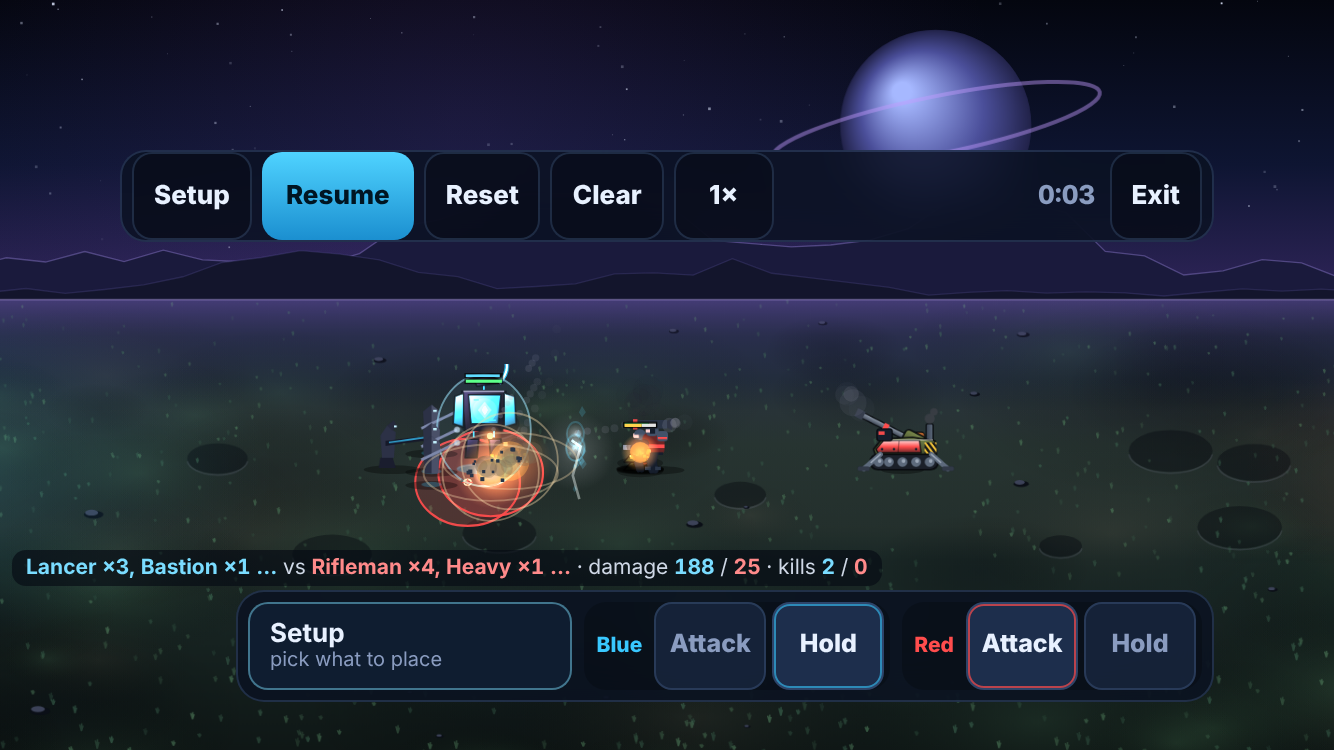 Setup Resume Reset Clear 1× 0:03 Exit
Lancer ×3, Bastion ×1 ... vs Rifleman ×4, Heavy ×1 ... · damage 188 / 25 · kills 2 / 0
Setup
pick what to place
Blue Attack Hold Red Attack Hold